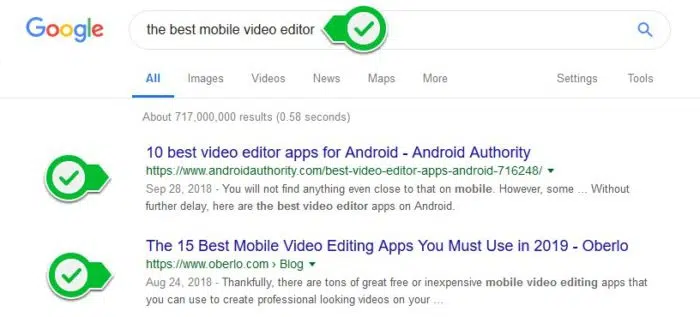 Google
the best mobile video editor
All Images Videos News Maps More Settings Tools
About 717,000,000 results (0.58 seconds)
10 best video editor apps for Android - Android Authority
https://www.androidauthority.com/best-video-editor-apps-android-716248/
Sep 28, 2018 - You will not find anything even close to that on mobile. However, some ... Without
further delay, here are the best video editor apps on Android.
The 15 Best Mobile Video Editing Apps You Must Use in 2019 - Oberlo
https://www.oberlo.com › Blog
Aug 24, 2018 - Thankfully, there are tons of great free or inexpensive mobile video editing apps that
you can use to create professional looking videos on your ...